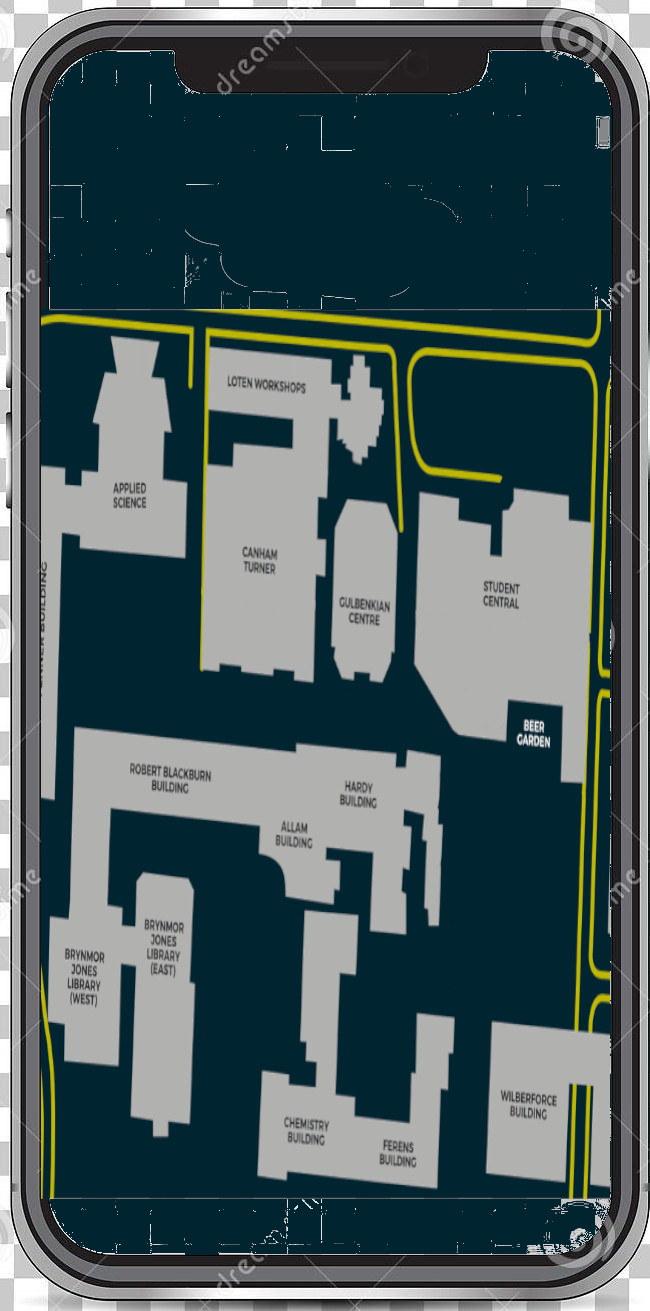 dreamstime
LOTEN WORKSHOPS
APPLIED
SCIENCE
CANHAM
TURNER
GULBENKIAN
CENTRE
STUDENT
CENTRAL
BUILDING
BEER
GARDEN
ROBERT BLACKBURN
BUILDING
HARDY
BUILDING
ALLAM
BUILDING
BRYNMOR
JONES
LIBRARY
(EAST)
BRYNMOR
JONES
LIBRARY
(WEST)
WILBERFORCE
BUILDING
CHEMISTRY
BUILDING
FERENS
BUILDING